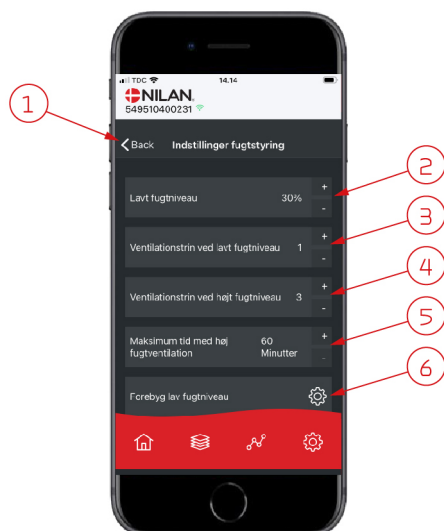 TDC
14.14
NILAN
549510400231
Back
Indstillinger fugtstyring
Lavt fugtniveau 30% + -
Ventilationstrin ved lavt fugtniveau 1 + -
Ventilationstrin ved højt fugtniveau 3 + -
Maksimum tid med høj fugtventilation
60 Minutter + -
Forebyg lav fugtniveau
1
2
3
4
5
6